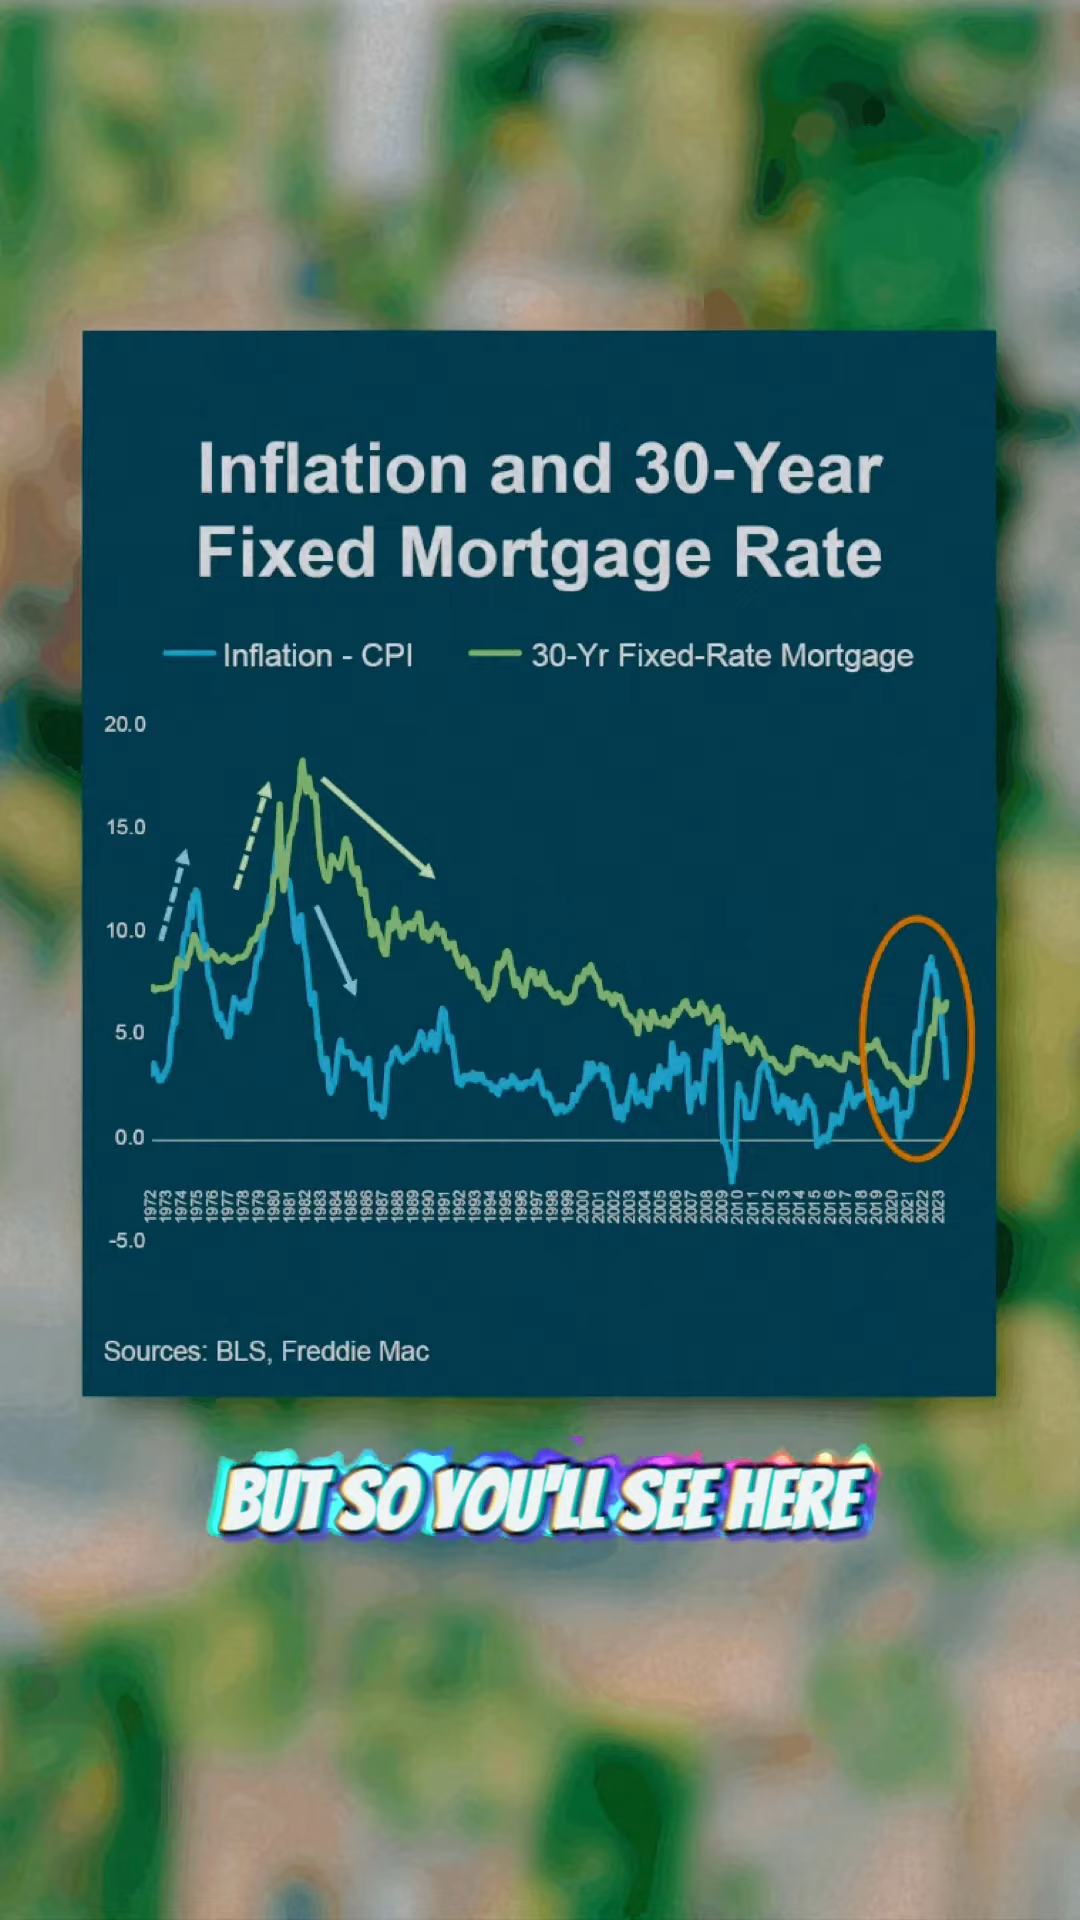 Inflation and 30-Year
Fixed Mortgage Rate
Inflation - CPI 30-Yr Fixed-Rate Mortgage
20.0
15.0
10.0
5.0
0.0
1972 1973 1974 1975 1976 1977 1978 1979 1980 1981 1982 1983 1984 1985 1986 1987 1988 1989 1990 1991 1992 1993 1994 1995 1996 1997 1998 1999 2000 2001 2002 2003 2004 2005 2006 2007 2008 2009 2010 2011 2012 2013 2014 2015 2016 2017 2018 2019 2020 2021 2022 2023
-5.0
Sources: BLS, Freddie Mac
BUT SO YOU'LL SEE HERE